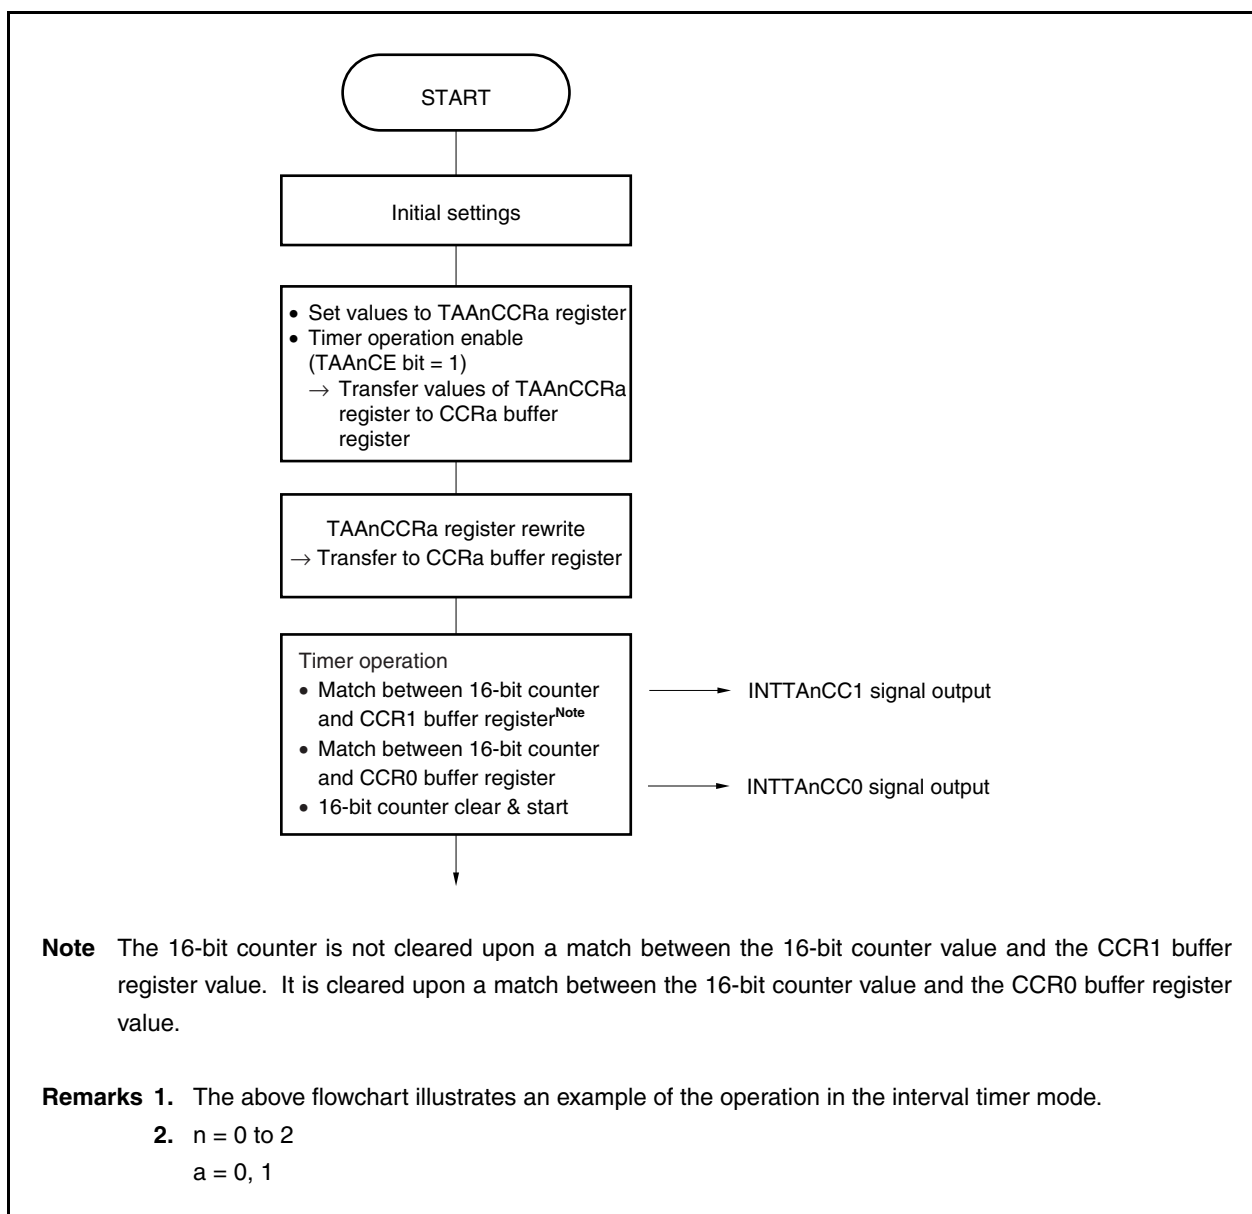 START
Initial settings
• Set values to TAAnCCRa register
• Timer operation enable
(TAAnCE bit = 1)
→ Transfer values of TAAnCCRa
register to CCRa buffer
register
TAAnCCRa register rewrite
→ Transfer to CCRa buffer register
Timer operation
• Match between 16-bit counter
and CCR1 buffer registerNote
INTTAnCC1 signal output
• Match between 16-bit counter
and CCR0 buffer register
INTTAnCC0 signal output
• 16-bit counter clear & start
Note The 16-bit counter is not cleared upon a match between the 16-bit counter value and the CCR1 buffer
register value. It is cleared upon a match between the 16-bit counter value and the CCR0 buffer register
value.
Remarks 1. The above flowchart illustrates an example of the operation in the interval timer mode.
2. n = 0 to 2
a = 0, 1